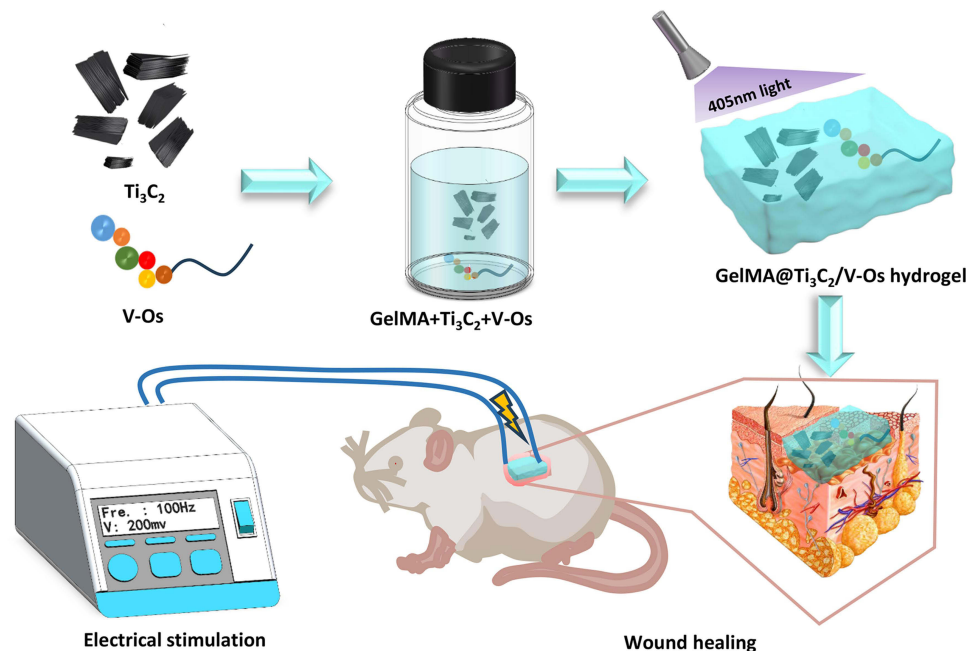 405nm light
Ti₃C₂
V-Os
GelMA+Ti₃C₂+V-Os
GelMA@Ti₃C₂/V-Os hydrogel
Fre. : 100Hz
V: 200mv
Electrical stimulation
Wound healing